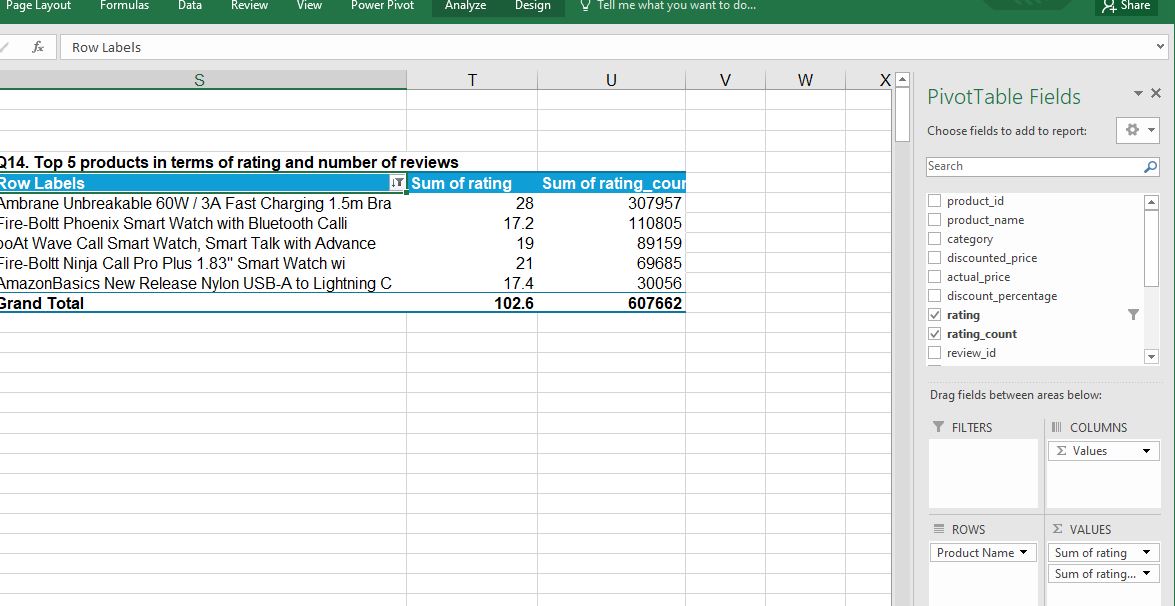 Page Layout Formulas Data Review View Power Pivot Analyze Design Tell me what you want to do... Share
fx Row Labels
S T U V W X
Q14. Top 5 products in terms of rating and number of reviews
Row Labels Sum of rating Sum of rating_cour
Ambrane Unbreakable 60W / 3A Fast Charging 1.5m Bra 28 307957
Fire-Boltt Phoenix Smart Watch with Bluetooth Calli 17.2 110805
boAt Wave Call Smart Watch, Smart Talk with Advance 19 89159
Fire-Boltt Ninja Call Pro Plus 1.83" Smart Watch wi 21 69685
AmazonBasics New Release Nylon USB-A to Lightning C 17.4 30056
Grand Total 102.6 607662
PivotTable Fields
Choose fields to add to report:
Search
product_id
product_name
category
discounted_price
actual_price
discount_percentage
rating
rating_count
review_id
Drag fields between areas below:
FILTERS
COLUMNS
Σ Values
ROWS
Product Name
Σ VALUES
Sum of rating
Sum of rating...